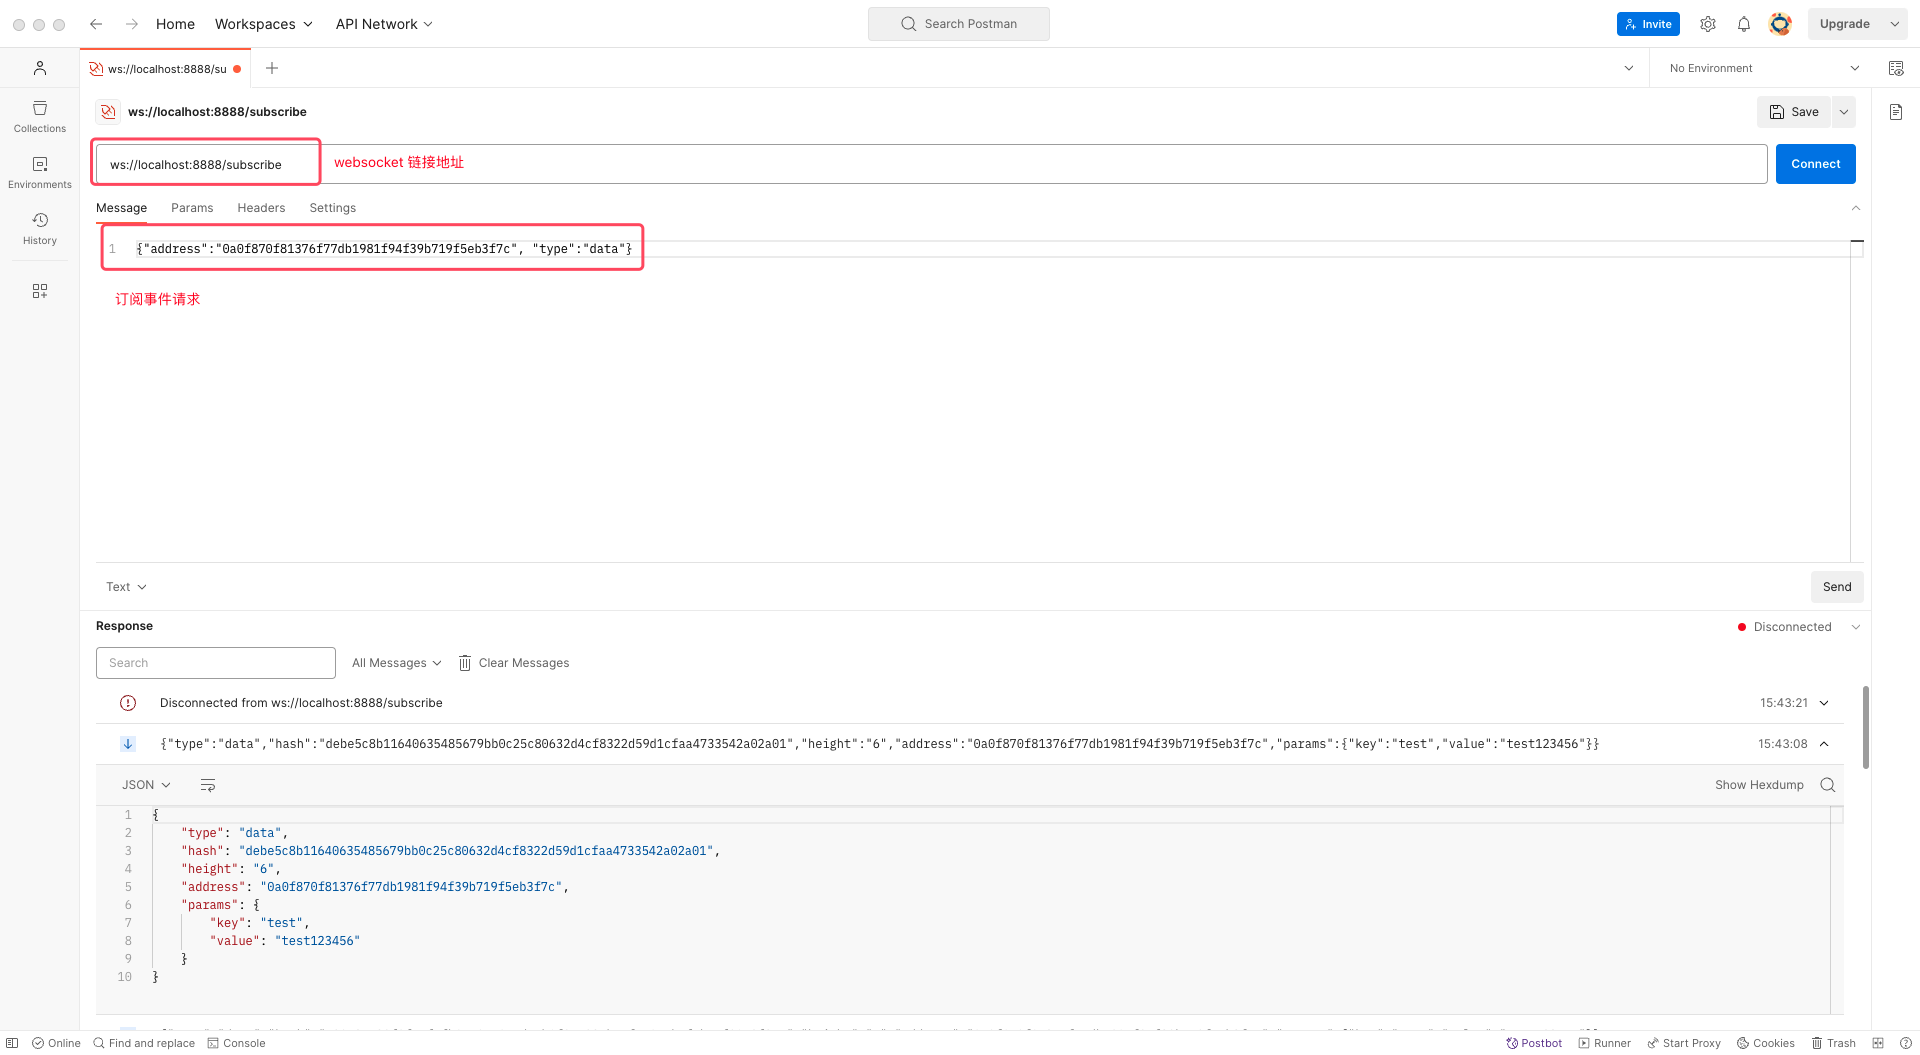 Home Workspaces API Network Search Postman Invite Upgrade
ws://localhost:8888/su No Environment
ws://localhost:8888/subscribe Save
Collections
ws://localhost:8888/subscribe websocket 链接地址 Connect
Environments
Message Params Headers Settings
History
1 {"address":"0a0f870f81376f77db1981f94f39b719f5eb3f7c", "type":"data"}
订阅事件请求
Text Send
Response Disconnected
Search All Messages Clear Messages
Disconnected from ws://localhost:8888/subscribe 15:43:21
{"type":"data","hash":"debe5c8b11640635485679bb0c25c80632d4cf8322d59d1cfaa4733542a02a01","height":"6","address":"0a0f870f81376f77db1981f94f39b719f5eb3f7c","params":{"key":"test","value":"test123456"}} 15:43:08
JSON Show Hexdump
1 {
2 "type": "data",
3 "hash": "debe5c8b11640635485679bb0c25c80632d4cf8322d59d1cfaa4733542a02a01",
4 "height": "6",
5 "address": "0a0f870f81376f77db1981f94f39b719f5eb3f7c",
6 "params": {
7 "key": "test",
8 "value": "test123456"
9 }
10 }
Online Find and replace Console Postbot Runner Start Proxy Cookies Trash